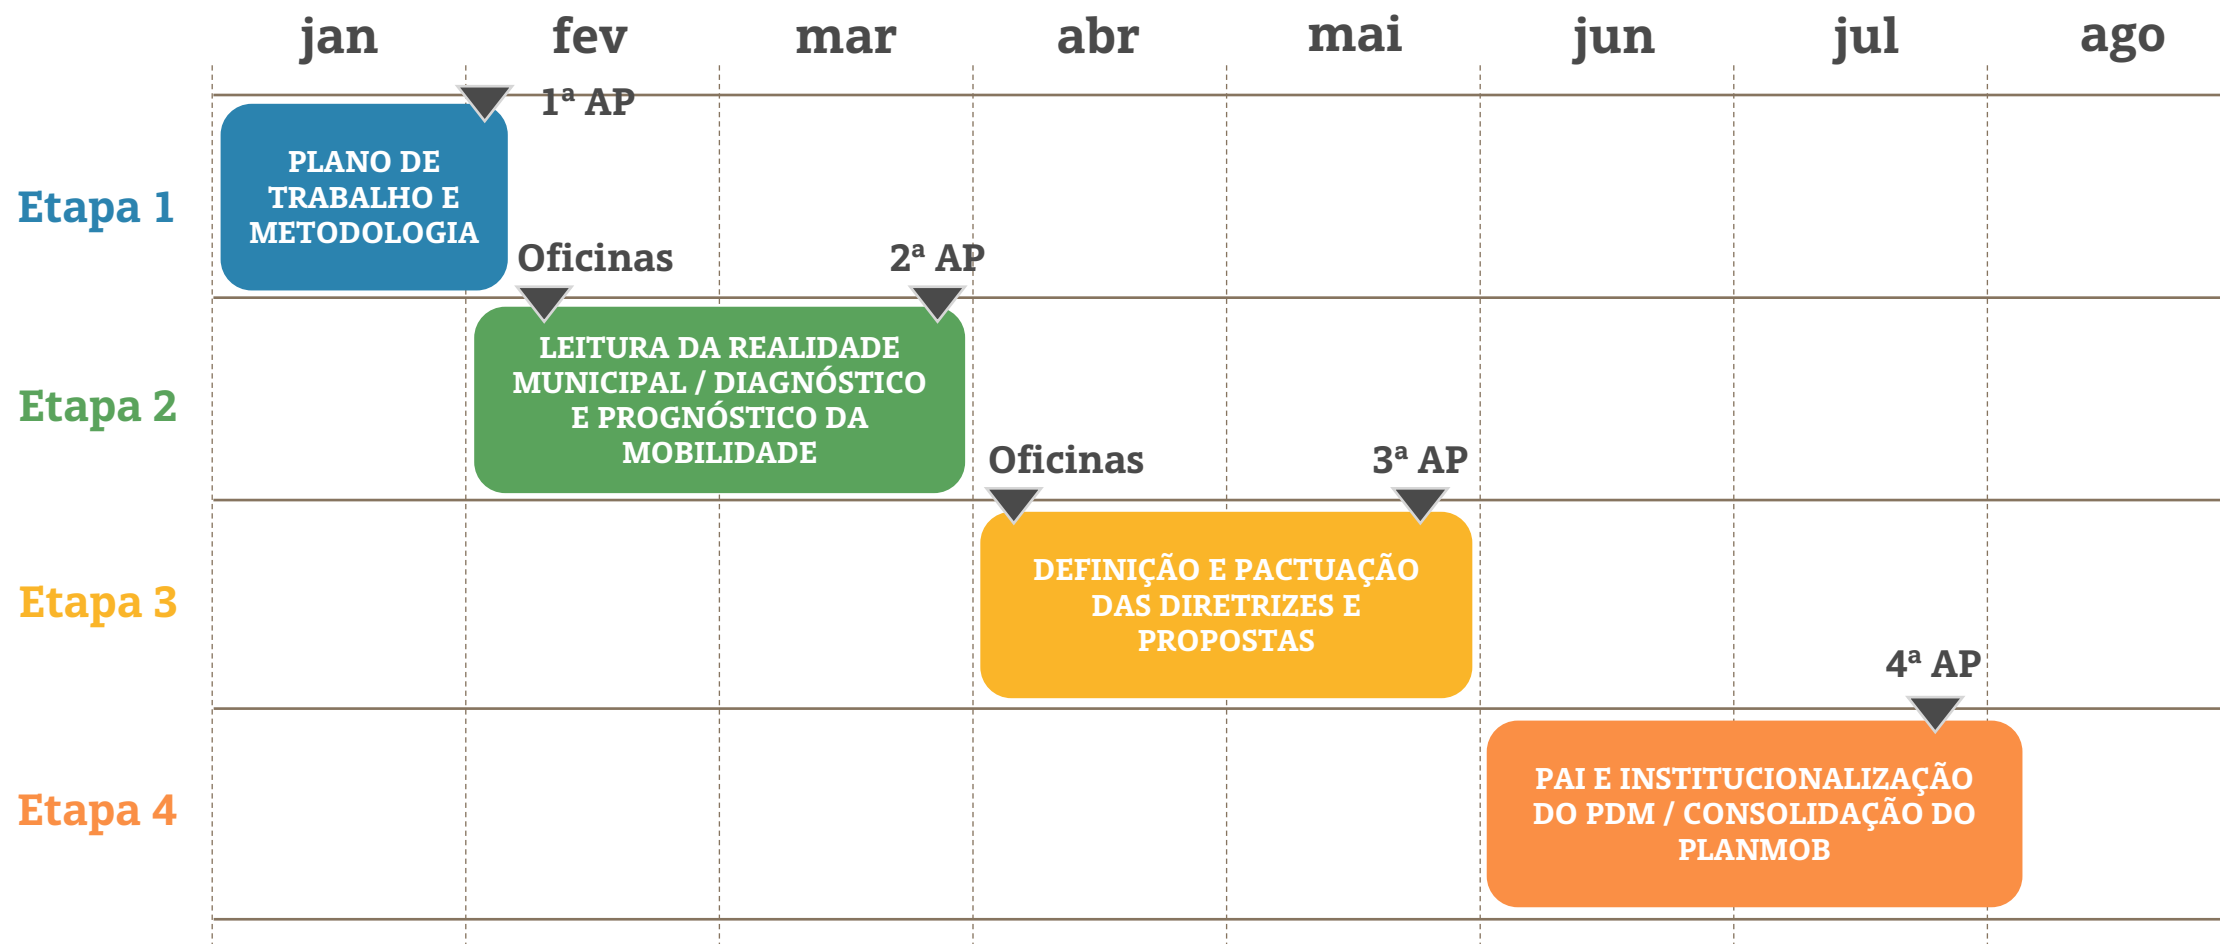 jan fev mar abr mai jun jul ago
1ª AP
Etapa 1
PLANO DE
TRABALHO E
METODOLOGIA
Oficinas 2ª AP
Etapa 2
LEITURA DA REALIDADE
MUNICIPAL / DIAGNÓSTICO
E PROGNÓSTICO DA
MOBILIDADE
Oficinas 3ª AP
Etapa 3
DEFINIÇÃO E PACTUAÇÃO
DAS DIRETRIZES E
PROPOSTAS
4ª AP
Etapa 4
PAI E INSTITUCIONALIZAÇÃO
DO PDM / CONSOLIDAÇÃO DO
PLANMOB